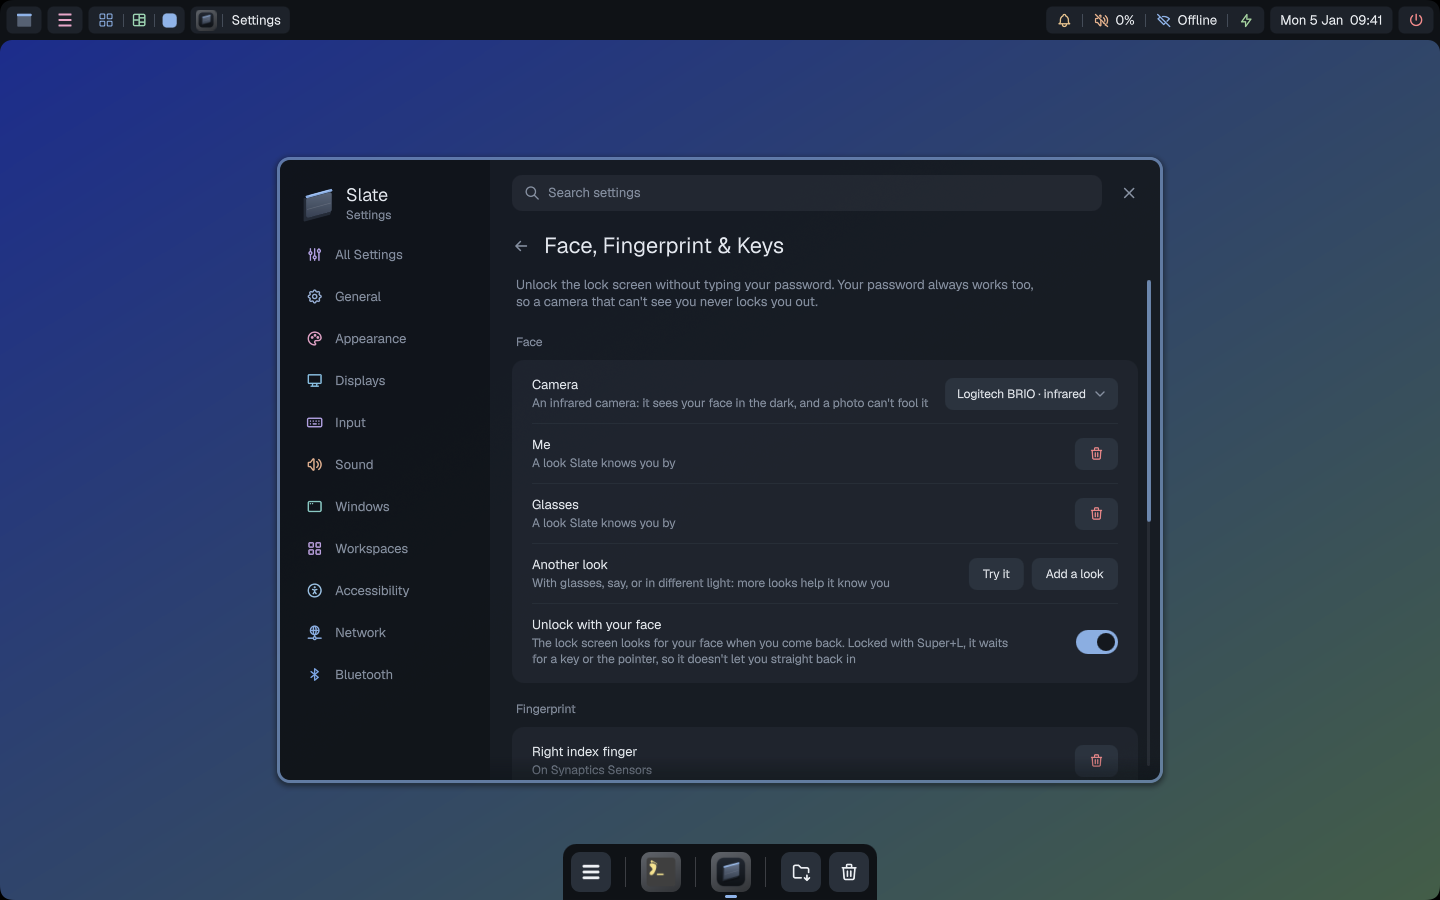 Settings
0%
Offline
Mon 5 Jan 09:41
Slate
Settings
All Settings
General
Appearance
Displays
Input
Sound
Windows
Workspaces
Accessibility
Network
Bluetooth
Search settings
Face, Fingerprint & Keys
Unlock the lock screen without typing your password. Your password always works too,
so a camera that can't see you never locks you out.
Face
Camera
An infrared camera: it sees your face in the dark, and a photo can't fool it
Logitech BRIO · infrared
Me
A look Slate knows you by
Glasses
A look Slate knows you by
Another look
With glasses, say, or in different light: more looks help it know you
Try it
Add a look
Unlock with your face
The lock screen looks for your face when you come back. Locked with Super+L, it waits
for a key or the pointer, so it doesn't let you straight back in
Fingerprint
Right index finger
On Synaptics Sensors